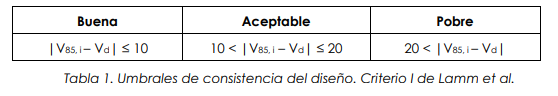 Buena Aceptable Pobre
|V85, i – Vd| ≤ 10 10 < |V85, i – Vd| ≤ 20 20 < |V85, i – Vd|
Tabla 1. Umbrales de consistencia del diseño. Criterio I de Lamm et al.